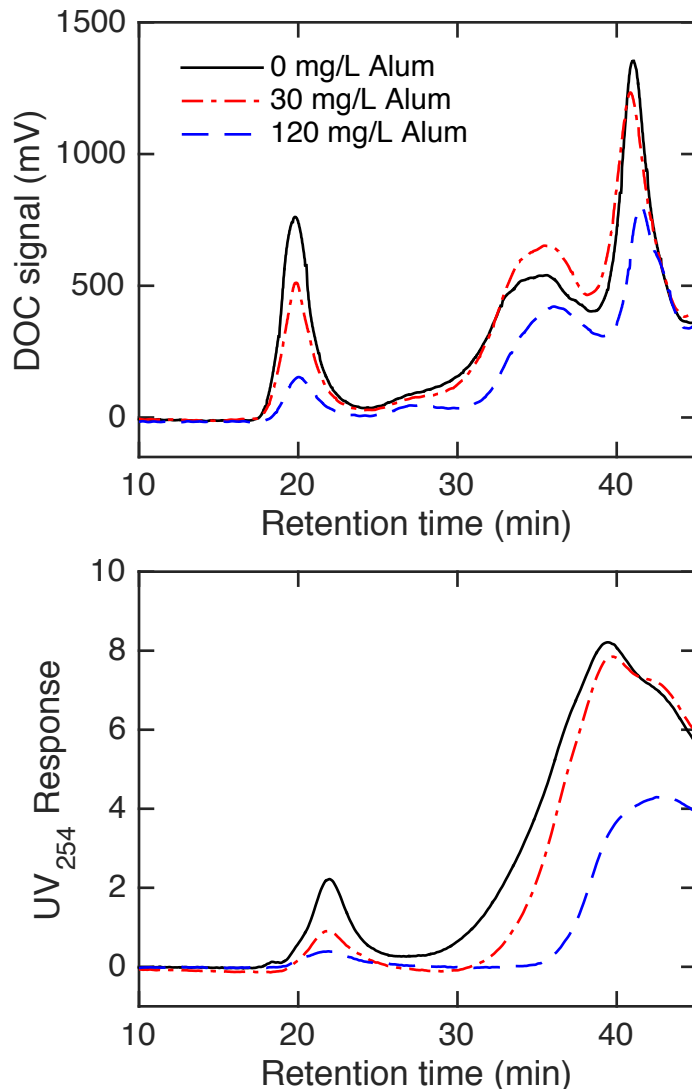 1500
1000
500
0
DOC signal (mV)
0 mg/L Alum
30 mg/L Alum
120 mg/L Alum
10 20 30 40
Retention time (min)
10
8
6
4
2
0
UV254 Response
10 20 30 40
Retention time (min)